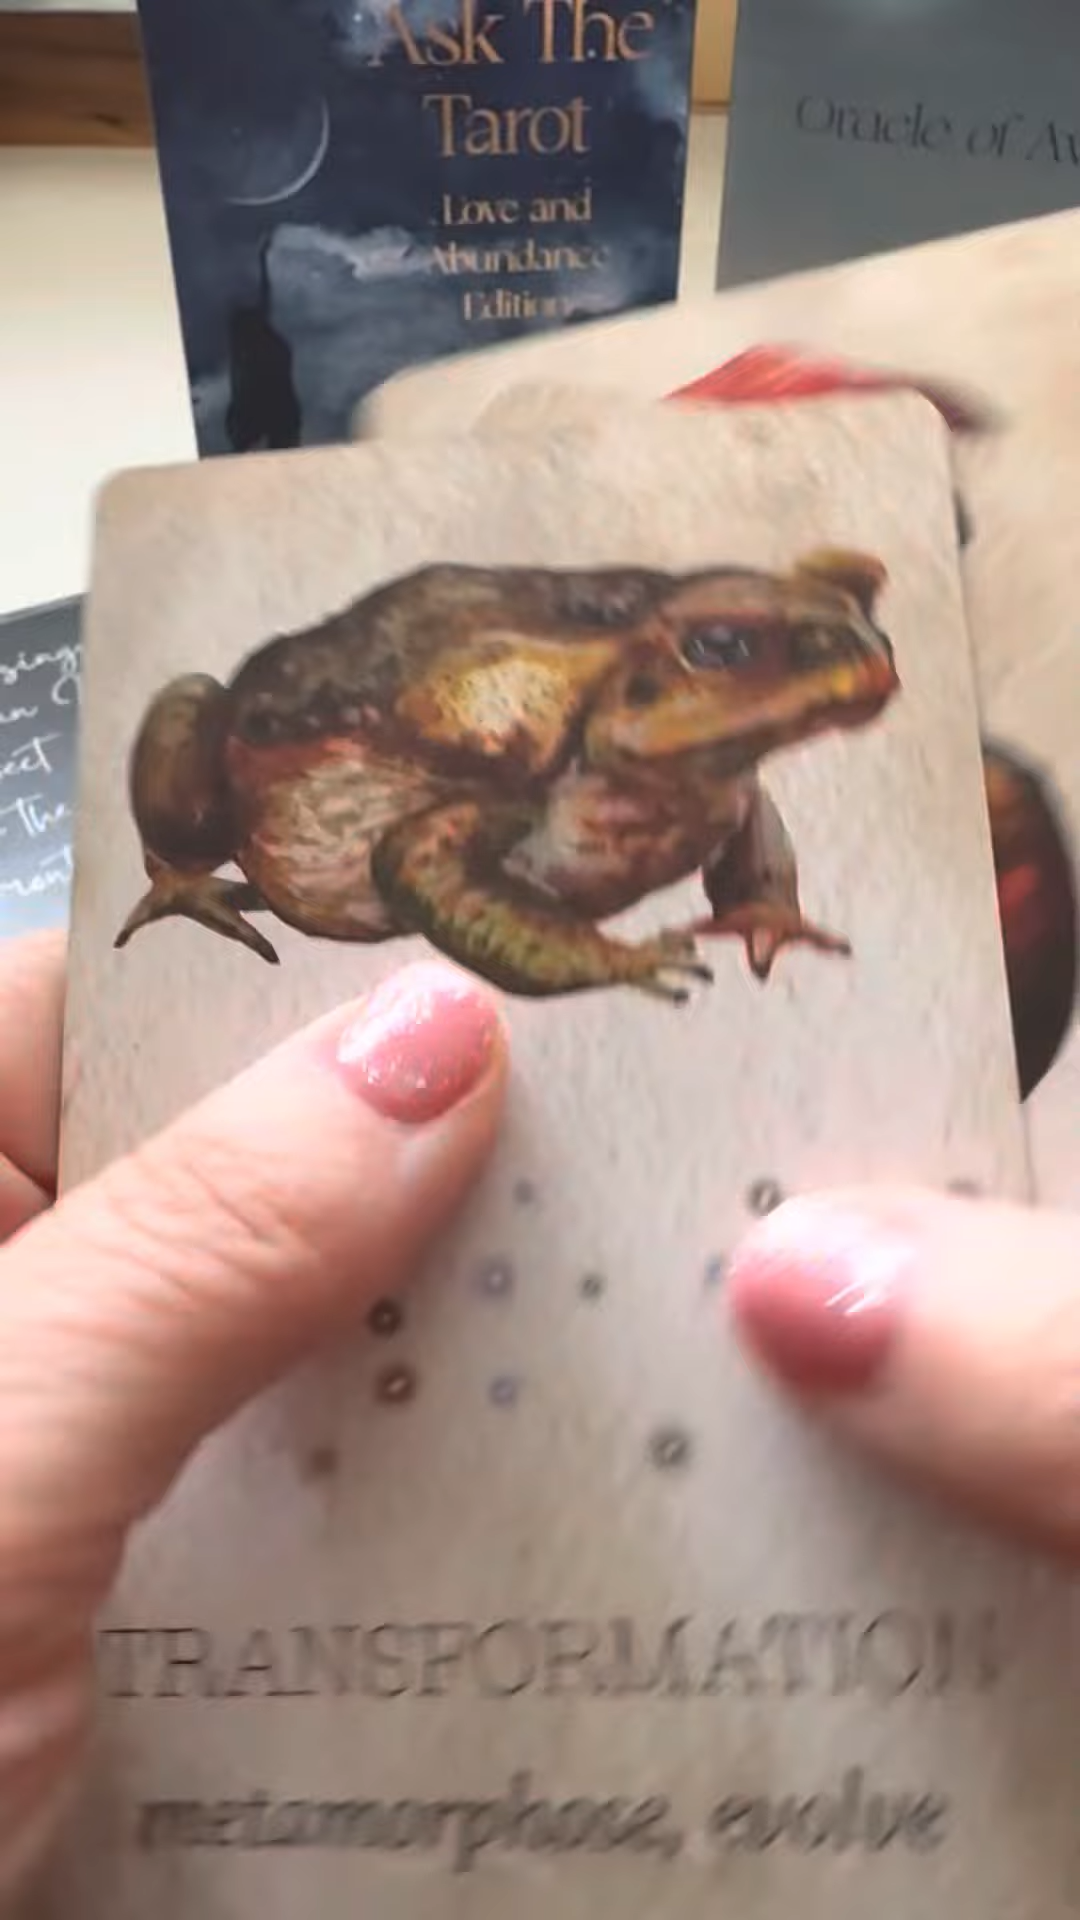 Ask The
Tarot
Love and
Abundance
Edition
Oracle of
TRANSFORMATION
metamorphose, evolve